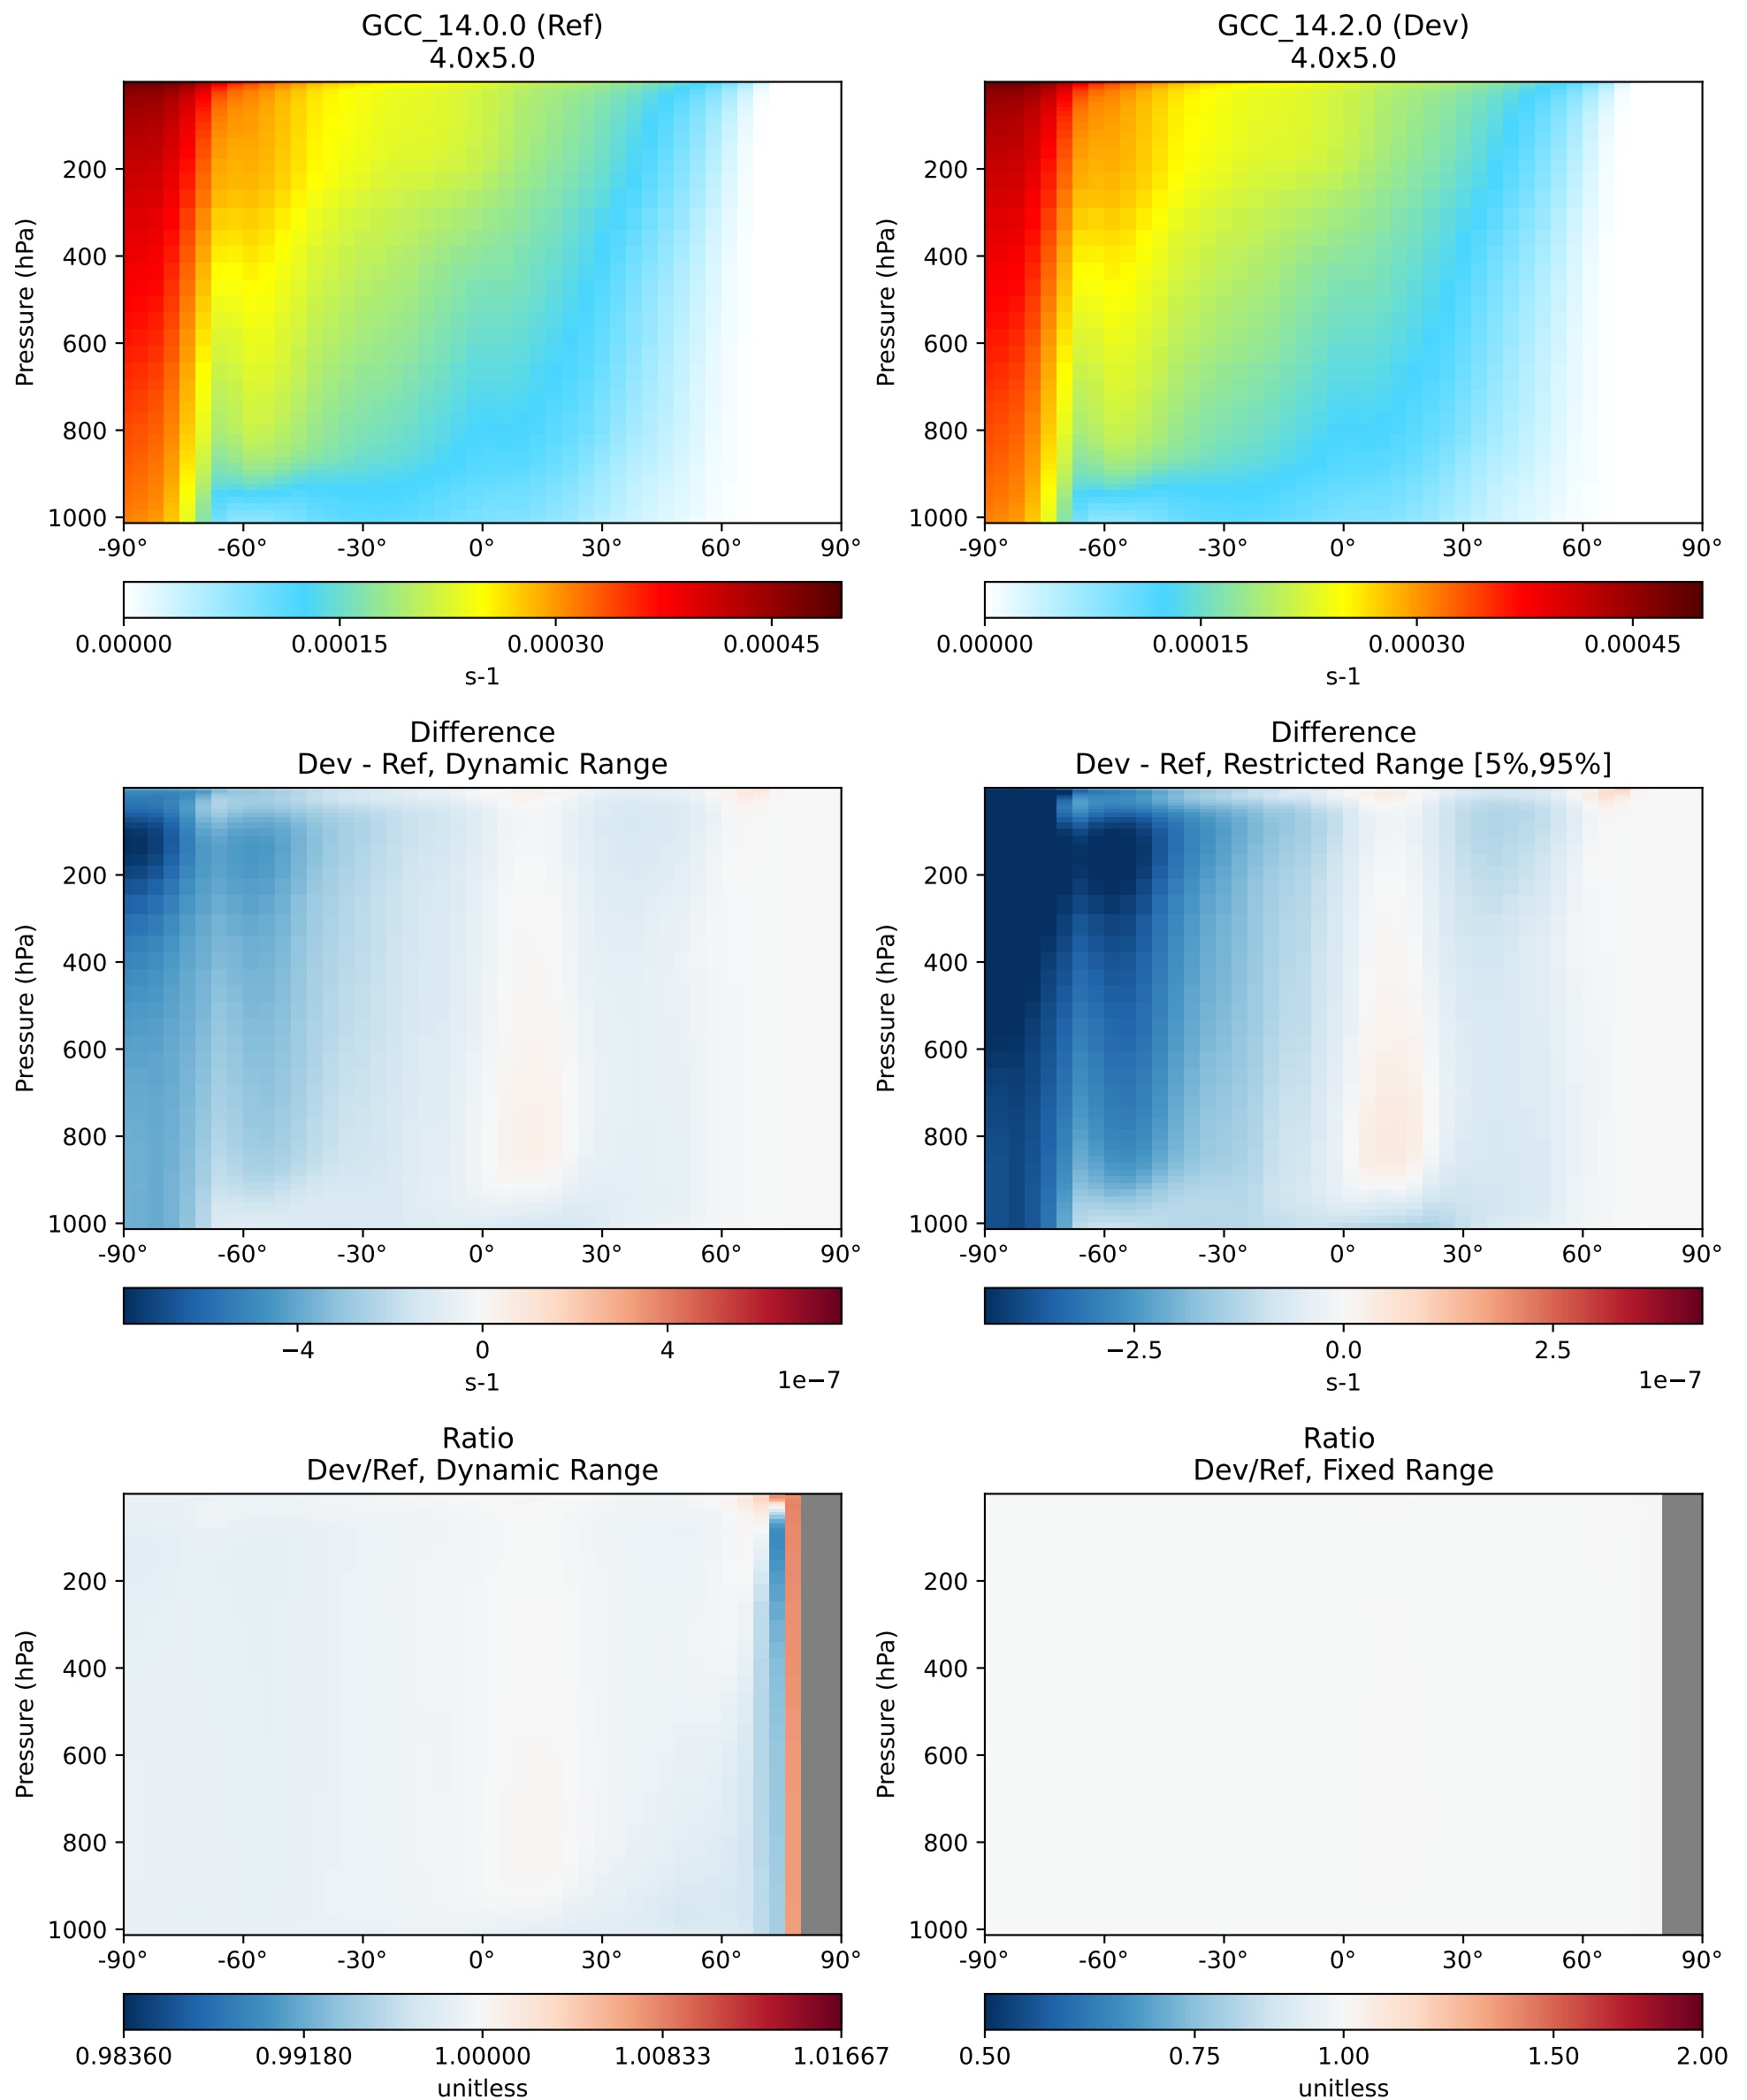 GCC_14.0.0 (Ref)
4.0x5.0
GCC_14.2.0 (Dev)
4.0x5.0
Pressure (hPa)
200
400
600
800
1000
-90° -60° -30° 0° 30° 60° 90°
0.00000 0.00015 0.00030 0.00045
s-1
Pressure (hPa)
200
400
600
800
1000
-90° -60° -30° 0° 30° 60° 90°
0.00000 0.00015 0.00030 0.00045
s-1
Difference
Dev - Ref, Dynamic Range
Pressure (hPa)
200
400
600
800
1000
-90° -60° -30° 0° 30° 60° 90°
−4 0 4
s-1
1e−7
Difference
Dev - Ref, Restricted Range [5%,95%]
Pressure (hPa)
200
400
600
800
1000
-90° -60° -30° 0° 30° 60° 90°
−2.5 0.0 2.5
s-1
1e−7
Ratio
Dev/Ref, Dynamic Range
Pressure (hPa)
200
400
600
800
1000
-90° -60° -30° 0° 30° 60° 90°
0.98360 0.99180 1.00000 1.00833 1.01667
unitless
Ratio
Dev/Ref, Fixed Range
Pressure (hPa)
200
400
600
800
1000
-90° -60° -30° 0° 30° 60° 90°
0.50 0.75 1.00 1.50 2.00
unitless